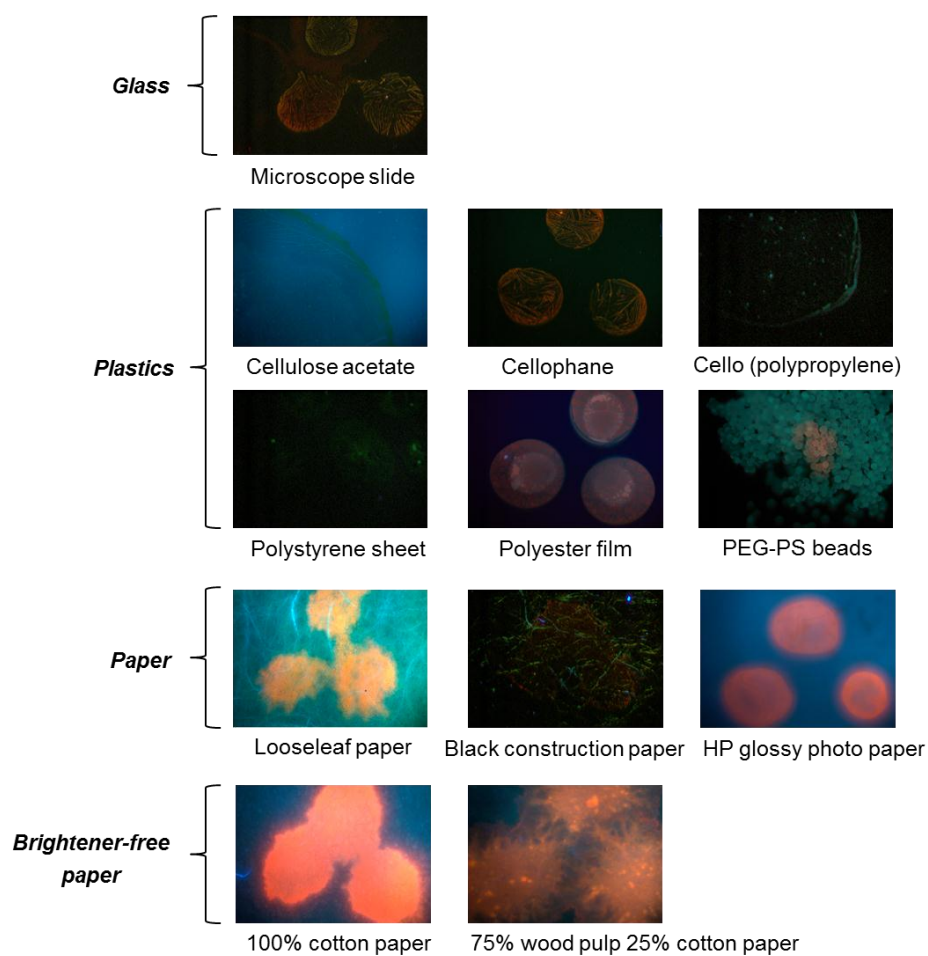 Glass
Microscope slide
Plastics
Cellulose acetate
Cellophane
Cello (polypropylene)
Polystyrene sheet
Polyester film
PEG-PS beads
Paper
Looseleaf paper
Black construction paper
HP glossy photo paper
Brightener-free
paper
100% cotton paper
75% wood pulp 25% cotton paper